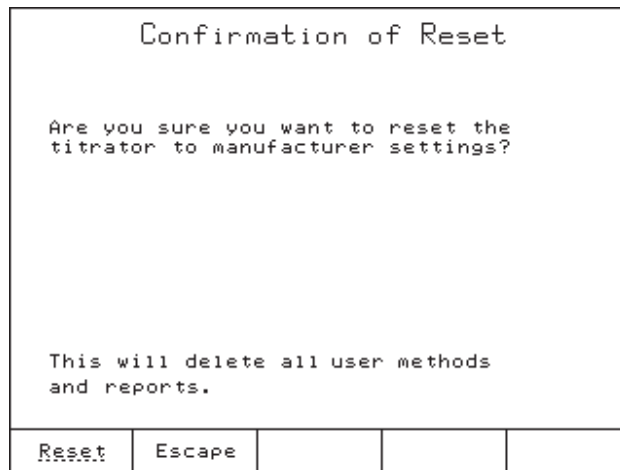 Confirmation of Reset
Are you sure you want to reset the
titrator to manufacturer settings?
This will delete all user methods
and reports.
Reset
Escape